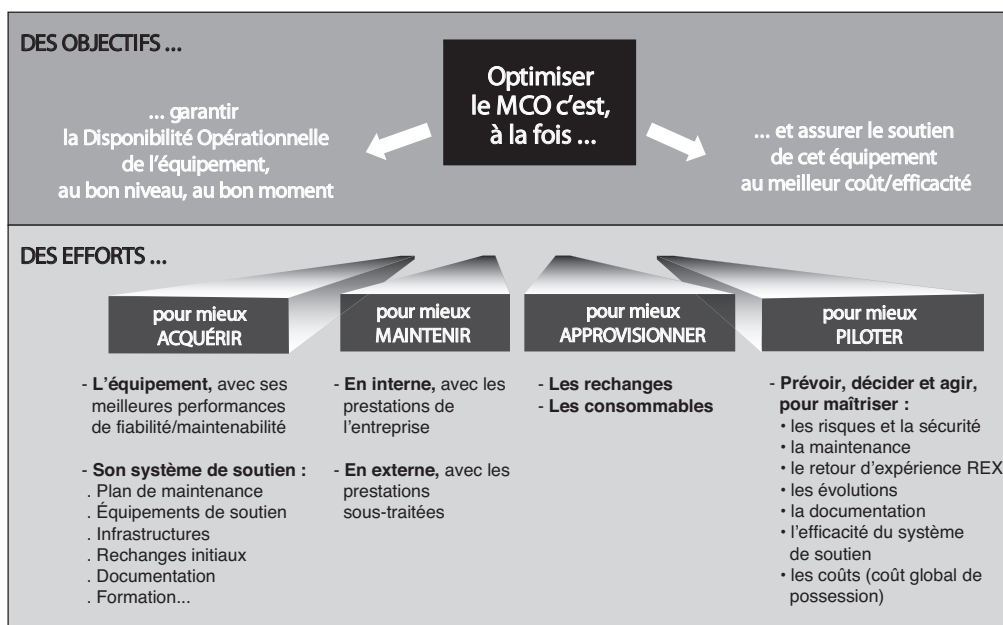 DES OBJECTIFS ...
Optimiser
le MCO c'est,
à la fois ...
... garantir
la Disponibilité Opérationnelle
de l'équipement,
au bon niveau, au bon moment
... et assurer le soutien
de cet équipement
au meilleur coût/efficacité
DES EFFORTS ...
pour mieux
ACQUÉRIR
- L'équipement, avec ses
meilleures performances
de fiabilité/maintenabilité
- Son système de soutien :
. Plan de maintenance
. Équipements de soutien
. Infrastructures
. Rechanges initiaux
. Documentation
. Formation...
pour mieux
MAINTENIR
- En interne, avec les
prestations de
l'entreprise
- En externe, avec les
prestations
sous-traitées
pour mieux
APPROVISIONNER
- Les rechanges
- Les consommables
pour mieux
PILOTER
- Prévoir, décider et agir,
pour maîtriser :
• les risques et la sécurité
• la maintenance
• le retour d'expérience REX
• les évolutions
• la documentation
• l'efficacité du système
de soutien
• les coûts (coût global de
possession)